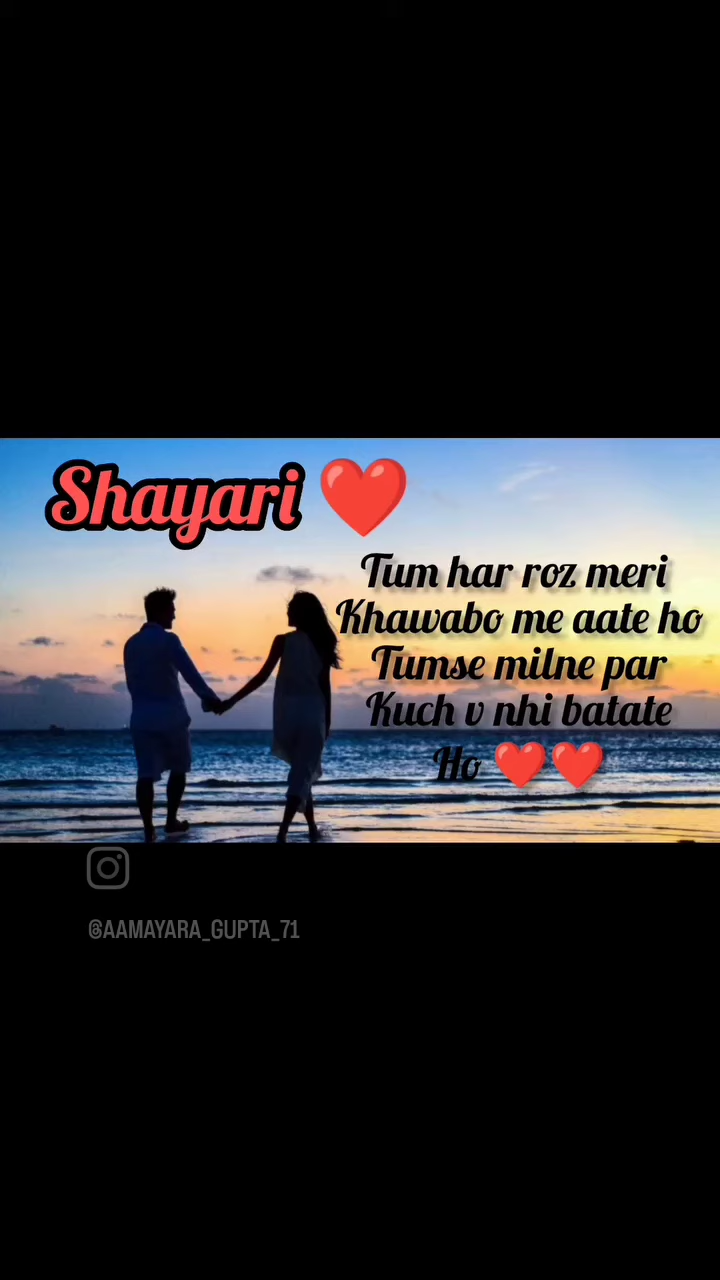 Shayari ❤️
Tum har roz meri
Khawabo me aate ho
Tumse milne par
Kuch v nhi batate
Ho ❤️❤️
@AAMAYARA_GUPTA_71